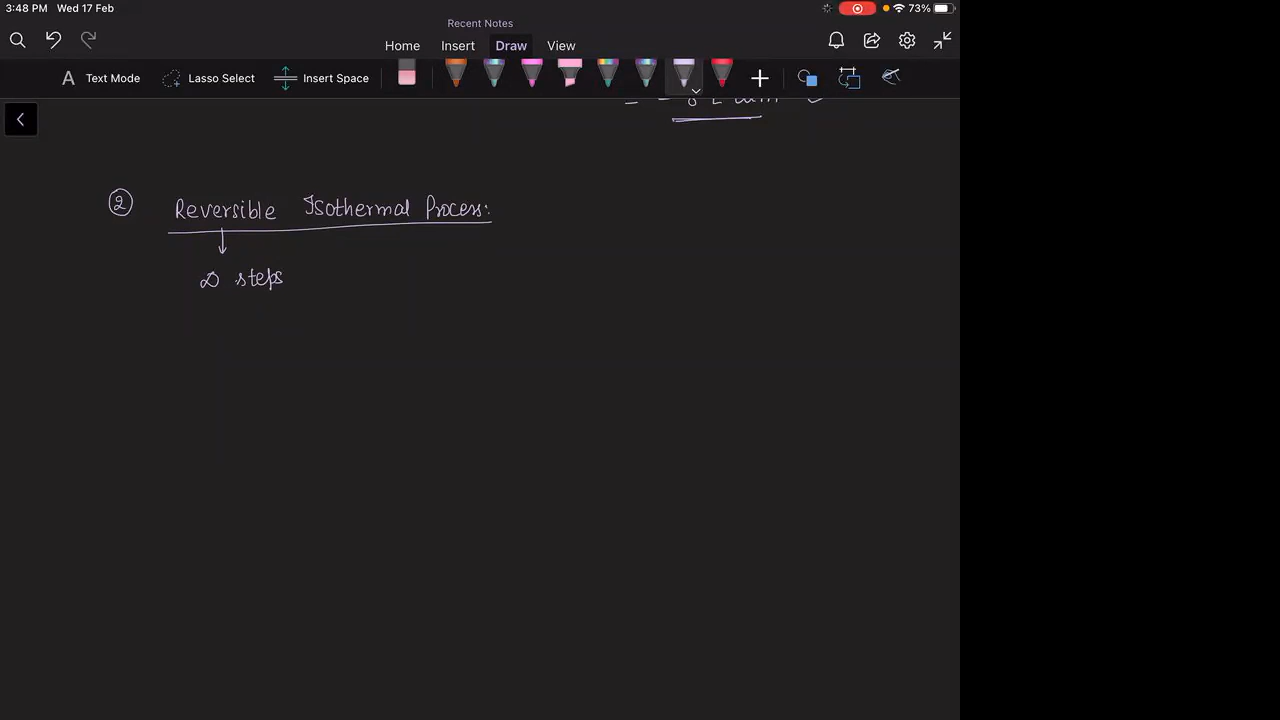 3:48 PM Wed 17 Feb
73%
Recent Notes
Home Insert Draw View
A Text Mode Lasso Select Insert Space
② Reversible Isothermal Process:
∞ steps